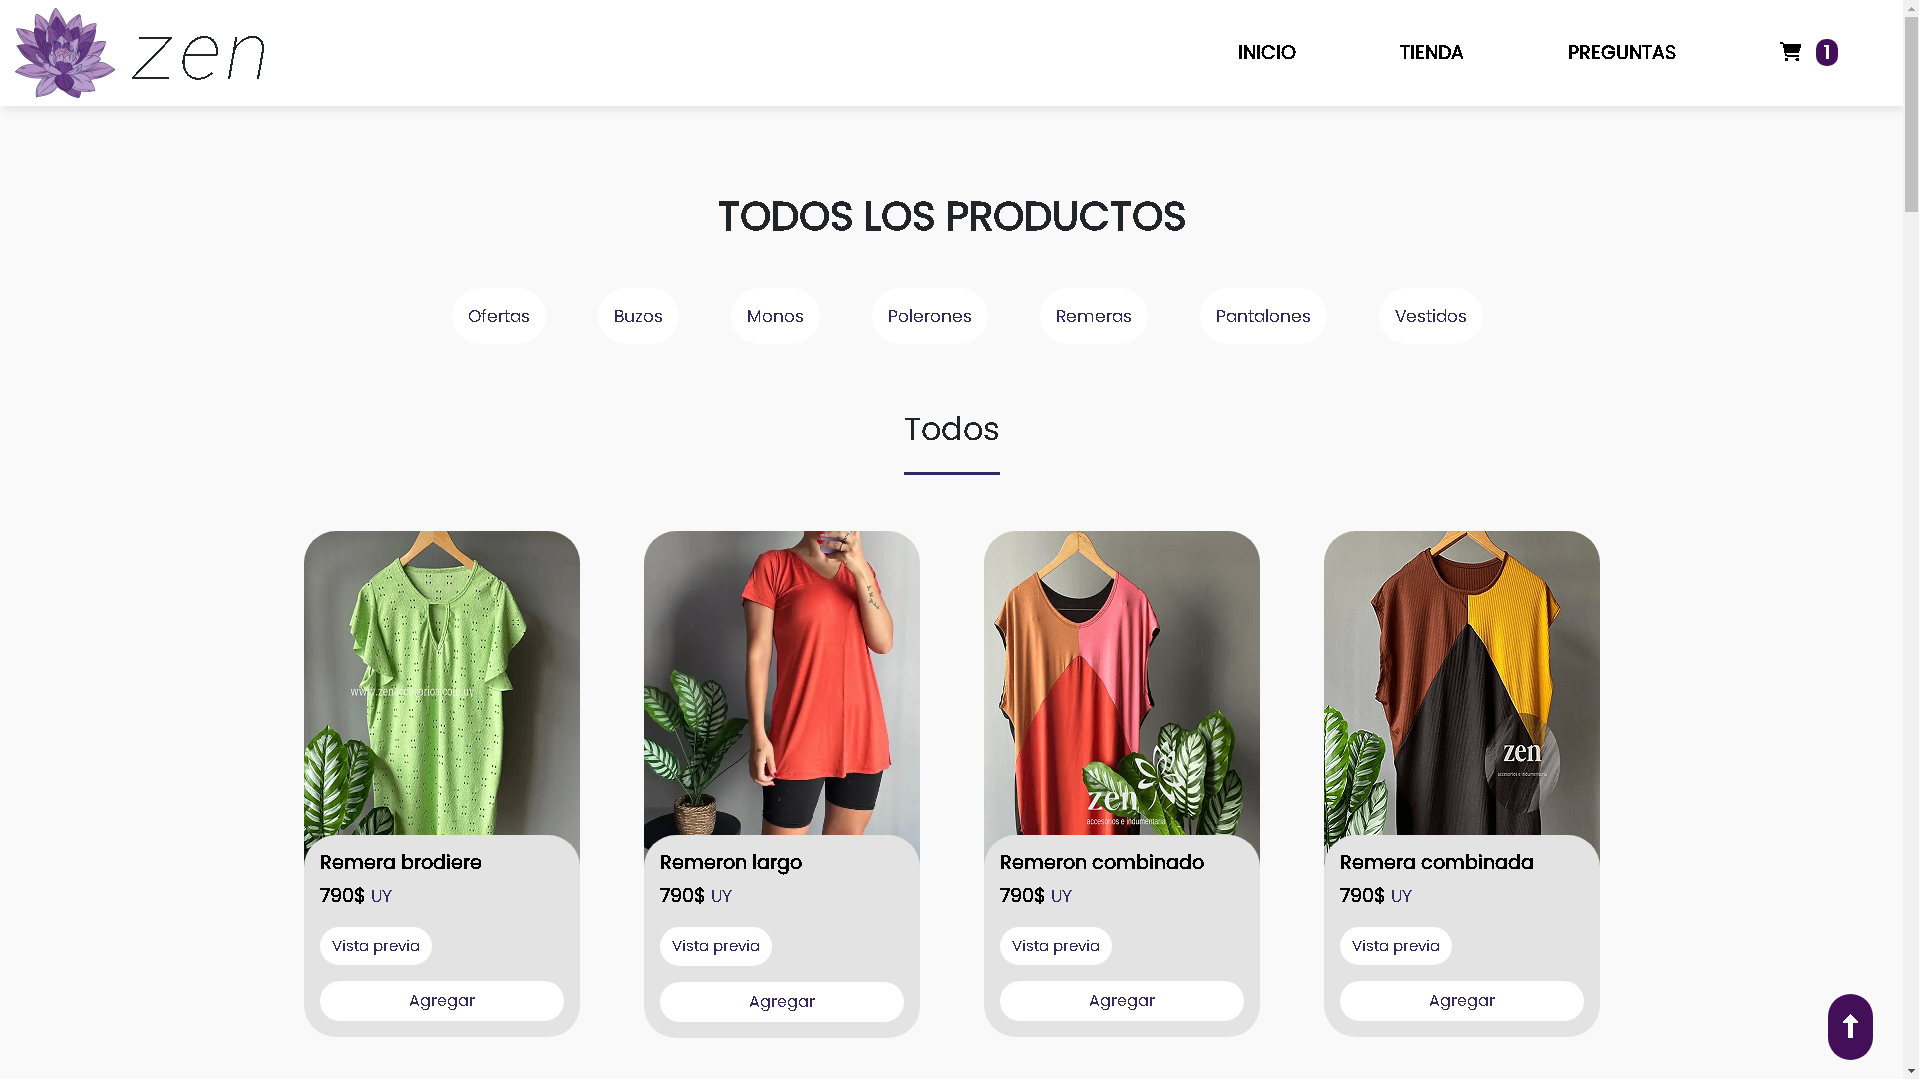 zen
INICIO
TIENDA
PREGUNTAS
1
TODOS LOS PRODUCTOS
Ofertas
Buzos
Monos
Polerones
Remeras
Pantalones
Vestidos
Todos
www.zenaccesorios.com.uy
zen
accesorios e indumentaria
zen
accesorios e indumentaria
Remera brodiere
790$ UY
Vista previa
Agregar
Remeron largo
790$ UY
Vista previa
Agregar
Remeron combinado
790$ UY
Vista previa
Agregar
Remera combinada
790$ UY
Vista previa
Agregar